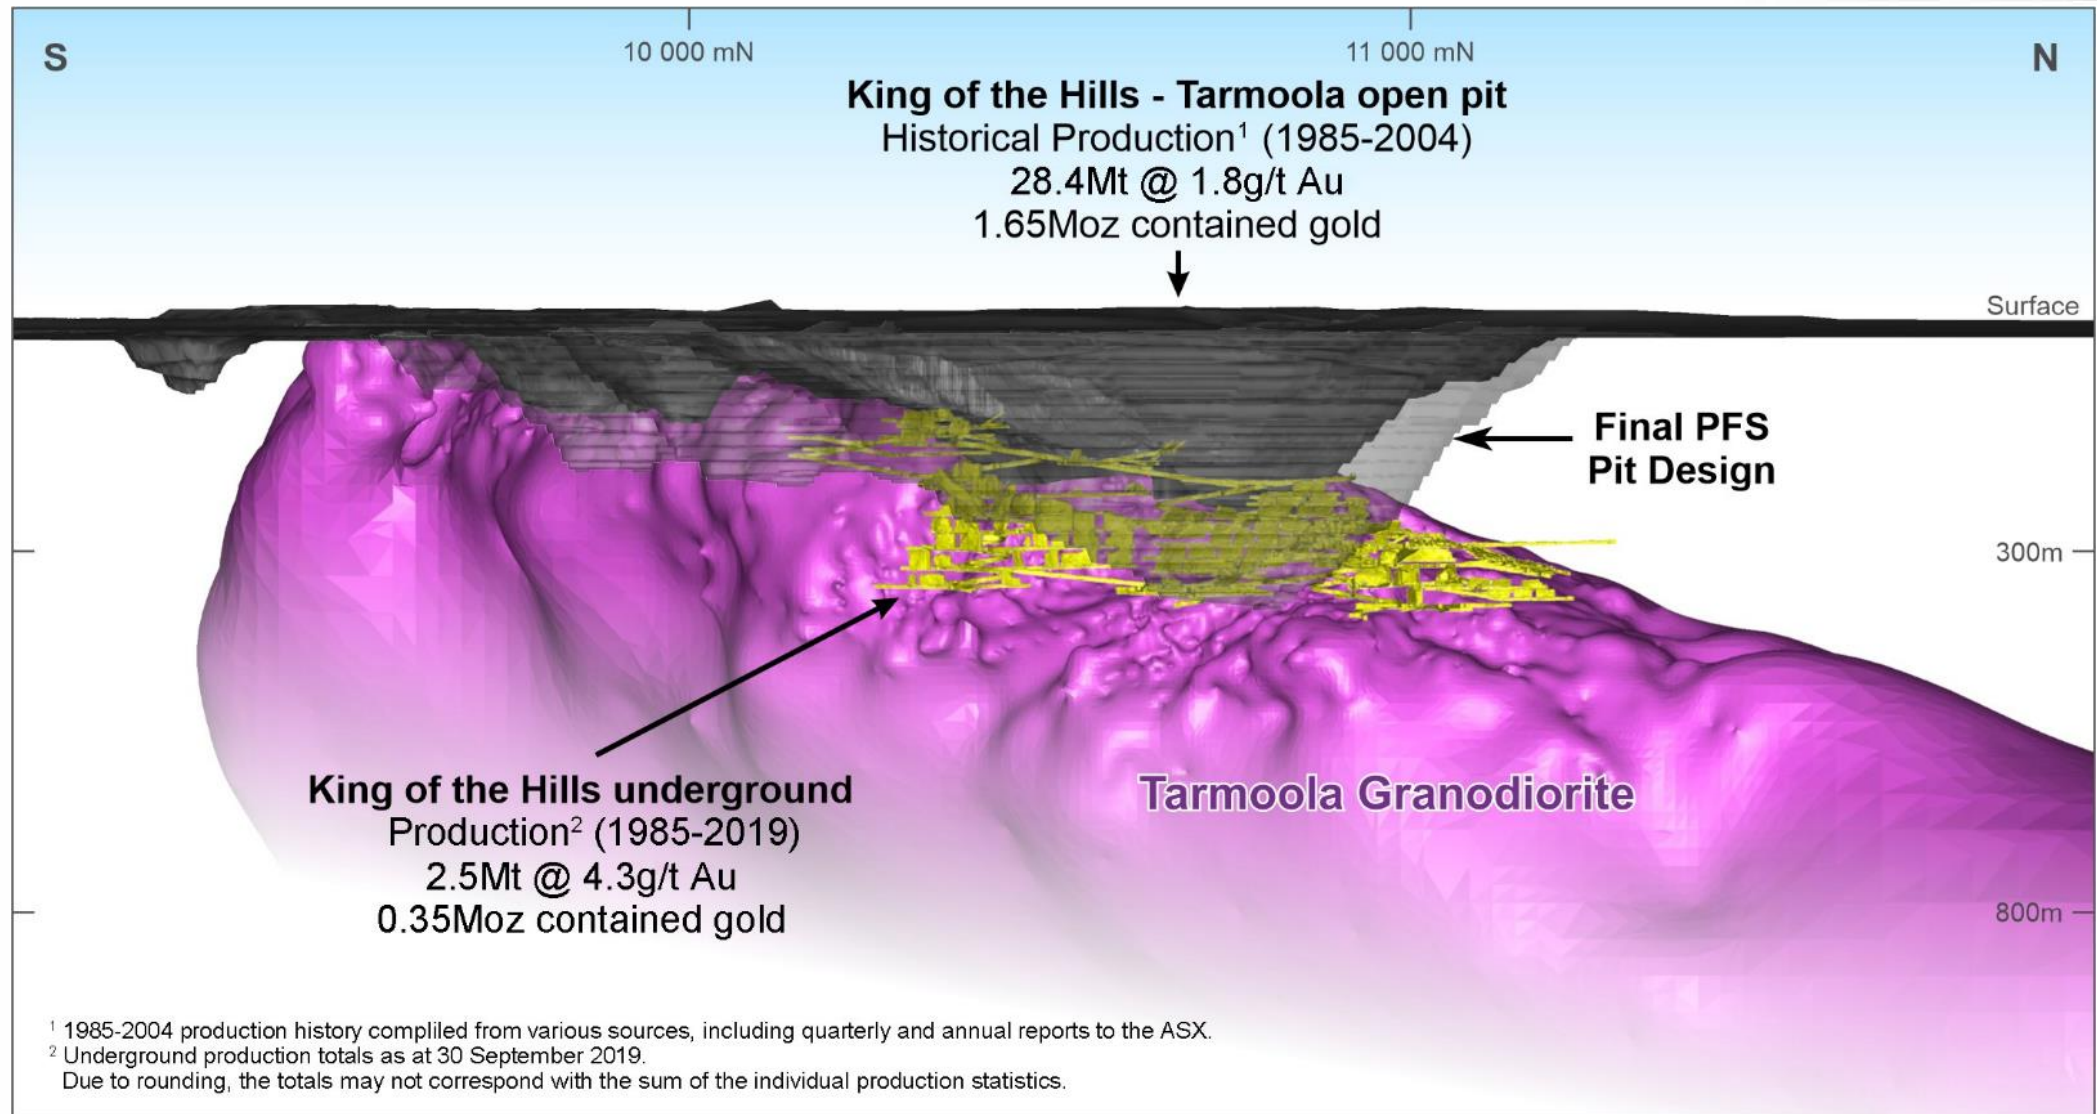 S
10 000 mN
11 000 mN
N
King of the Hills - Tarmoola open pit
Historical Production¹ (1985-2004)
28.4Mt @ 1.8g/t Au
1.65Moz contained gold
Surface
Final PFS
Pit Design
300m
King of the Hills underground
Production² (1985-2019)
2.5Mt @ 4.3g/t Au
0.35Moz contained gold
Tarmoola Granodiorite
800m
¹ 1985-2004 production history compliled from various sources, including quarterly and annual reports to the ASX.
² Underground production totals as at 30 September 2019.
Due to rounding, the totals may not correspond with the sum of the individual production statistics.